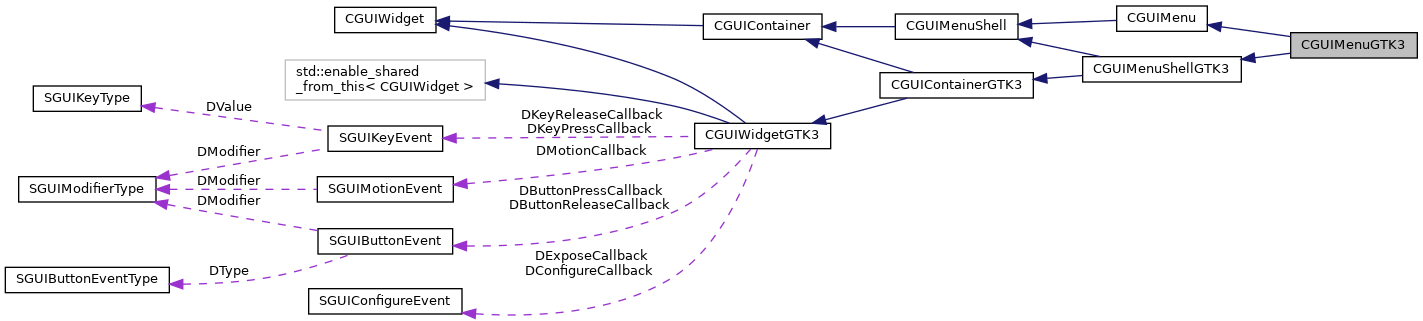 CGUIWidget
CGUIContainer
CGUIMenuShell
CGUIMenu
CGUIMenuGTK3
CGUIMenuShellGTK3
CGUIContainerGTK3
std::enable_shared
_from_this< CGUIWidget >
CGUIWidgetGTK3
SGUIKeyType
DValue
SGUIKeyEvent
DKeyReleaseCallback
DKeyPressCallback
DModifier
SGUIModifierType
DModifier
SGUIMotionEvent
DMotionCallback
DModifier
SGUIButtonEvent
DButtonPressCallback
DButtonReleaseCallback
SGUIButtonEventType
DType
DExposeCallback
DConfigureCallback
SGUIConfigureEvent